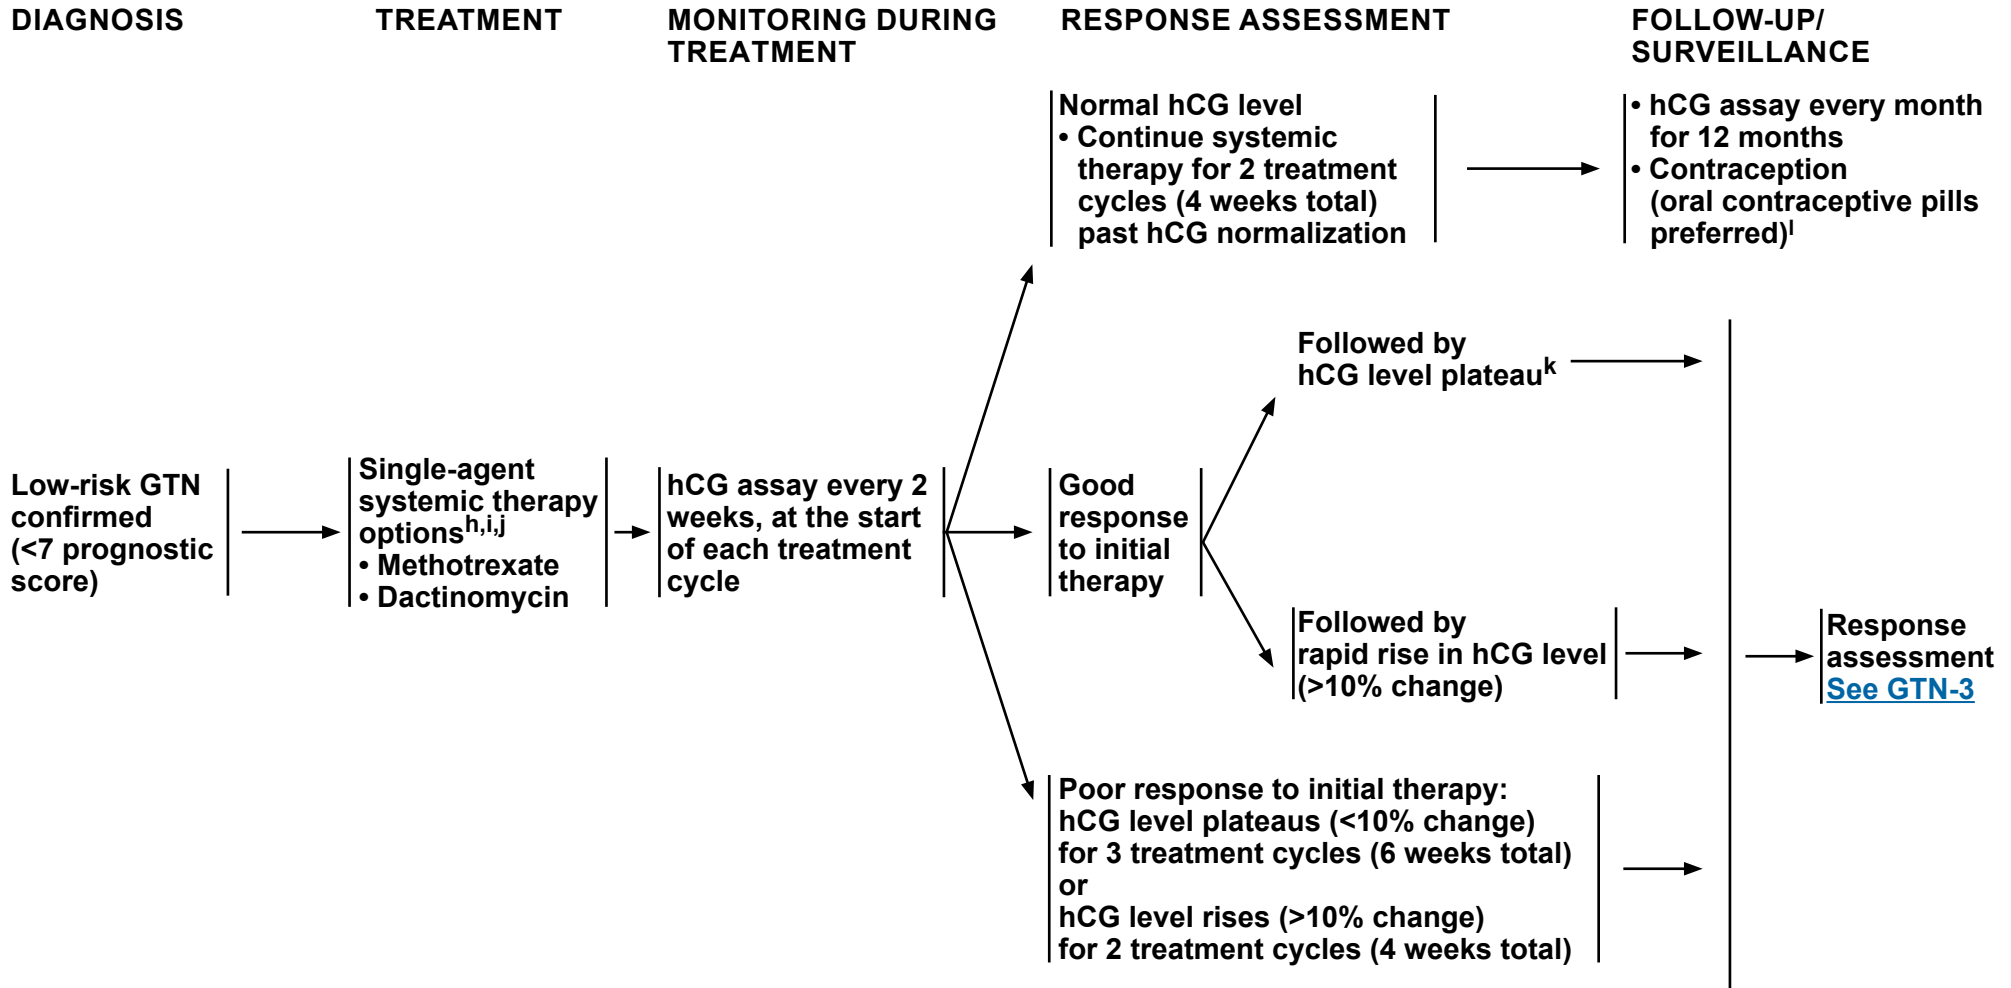 DIAGNOSIS
TREATMENT
MONITORING DURING
TREATMENT
RESPONSE ASSESSMENT
FOLLOW-UP/
SURVEILLANCE
Low-risk GTN
confirmed
(<7 prognostic
score)
Single-agent
systemic therapy
options^h,i,j
• Methotrexate
• Dactinomycin
hCG assay every 2
weeks, at the start
of each treatment
cycle
Normal hCG level
• Continue systemic
therapy for 2 treatment
cycles (4 weeks total)
past hCG normalization
• hCG assay every month
for 12 months
• Contraception
(oral contraceptive pills
preferred)^l
Good
response
to initial
therapy
Followed by
hCG level plateau^k
Followed by
rapid rise in hCG level
(>10% change)
Poor response to initial therapy:
hCG level plateaus (<10% change)
for 3 treatment cycles (6 weeks total)
or
hCG level rises (>10% change)
for 2 treatment cycles (4 weeks total)
Response
assessment
See GTN-3